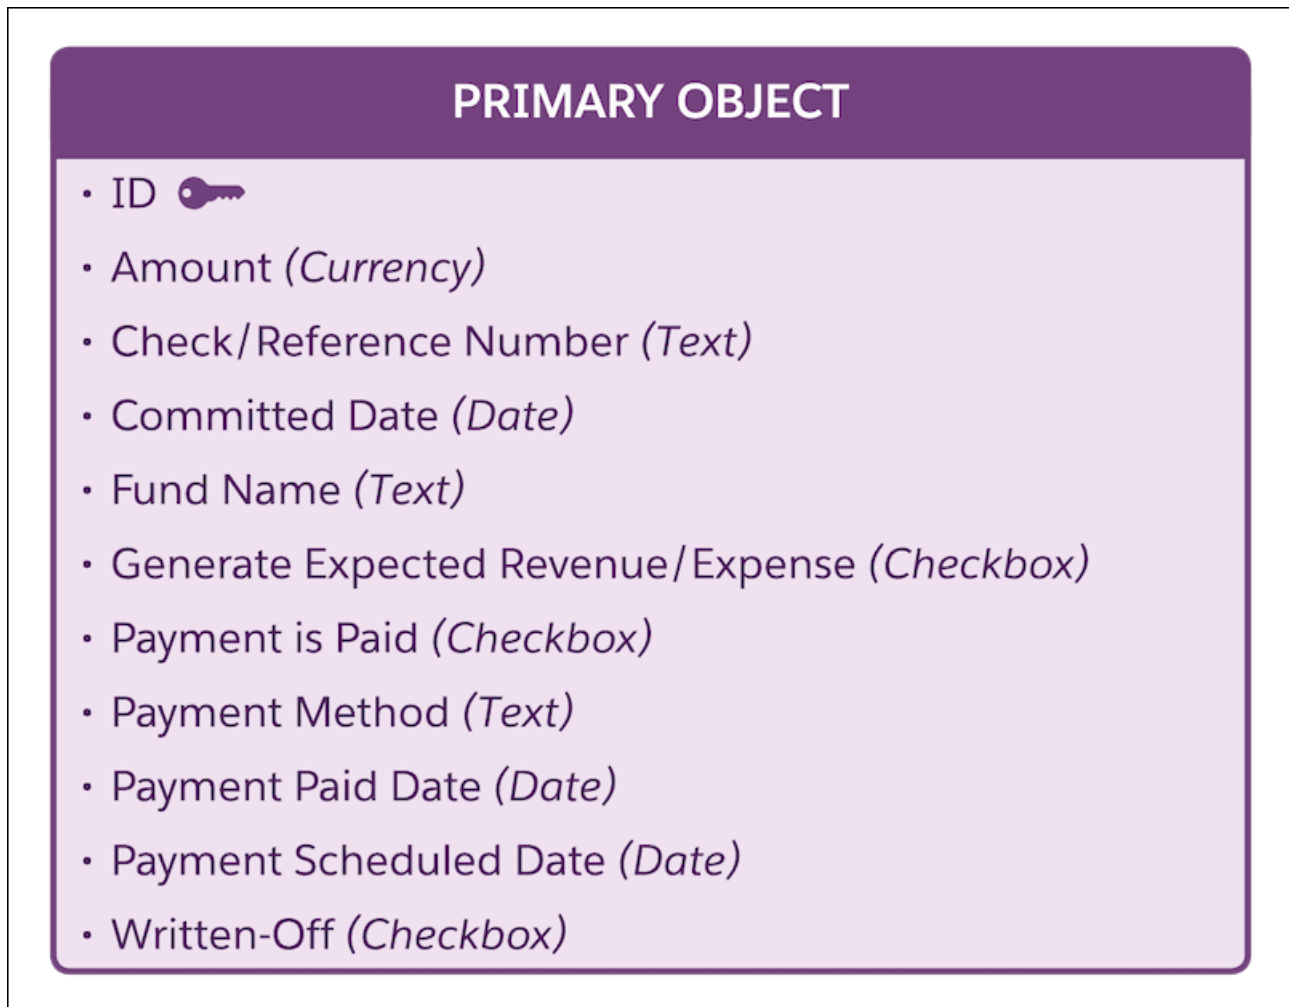 PRIMARY OBJECT
· ID
· Amount (Currency)
· Check/Reference Number (Text)
· Committed Date (Date)
· Fund Name (Text)
· Generate Expected Revenue/Expense (Checkbox)
· Payment is Paid (Checkbox)
· Payment Method (Text)
· Payment Paid Date (Date)
· Payment Scheduled Date (Date)
· Written-Off (Checkbox)